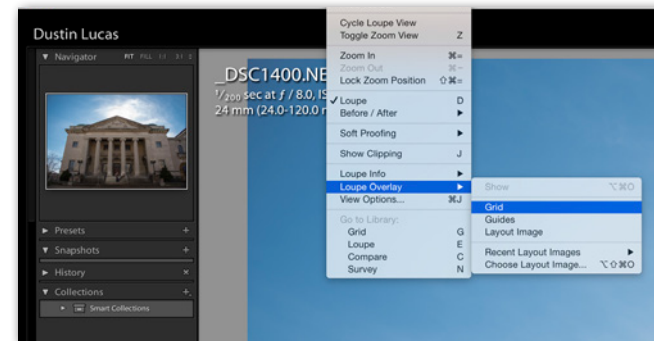 Dustin Lucas
Navigator FIT FILL 1:1 3:1
_DSC1400.NE
1/200 sec at ƒ / 8.0, IS
24 mm (24.0-120.0 m
Presets +
Snapshots +
History ×
Collections +
Smart Collections
Cycle Loupe View
Toggle Zoom View Z
Zoom In ⌘=
Zoom Out ⌘-
Lock Zoom Position ⇧⌘=
✓ Loupe D
Before / After ▶
Soft Proofing ▶
Show Clipping J
Loupe Info ▶
Loupe Overlay ▶
View Options... ⌘J
Go to Library:
Grid G
Loupe E
Compare C
Survey N
Show ⌥⌘O
Grid
Guides
Layout Image
Recent Layout Images ▶
Choose Layout Image... ⌥⇧⌘O